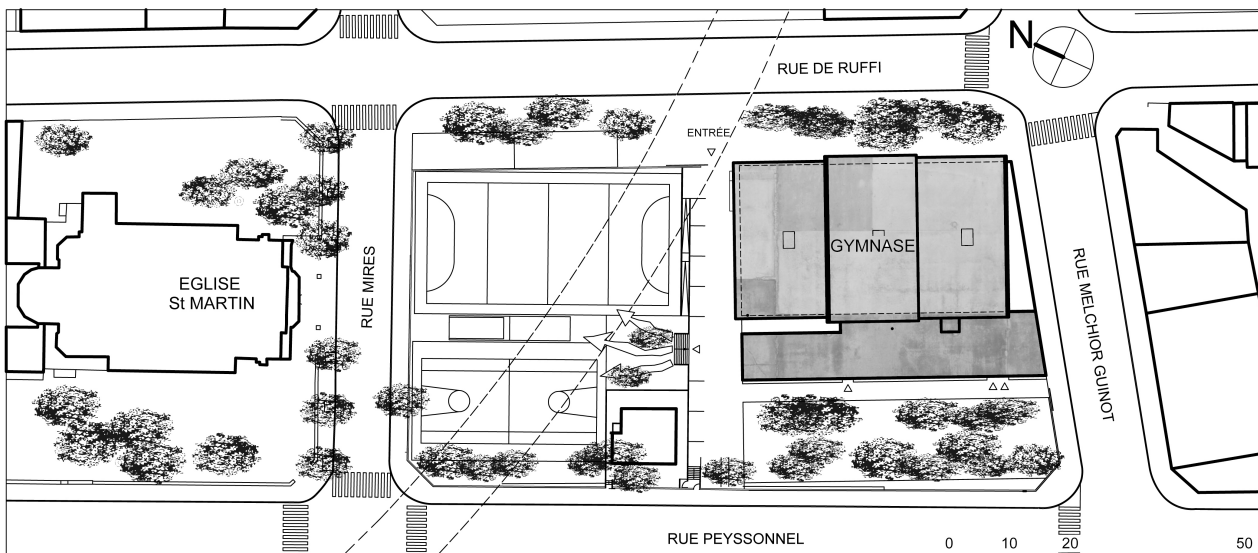 N
RUE DE RUFFI
ENTRÉE
GYMNASE
EGLISE
St MARTIN
RUE MIRES
RUE MELCHIOR GUINOT
RUE PEYSSONNEL
0 10 20 50